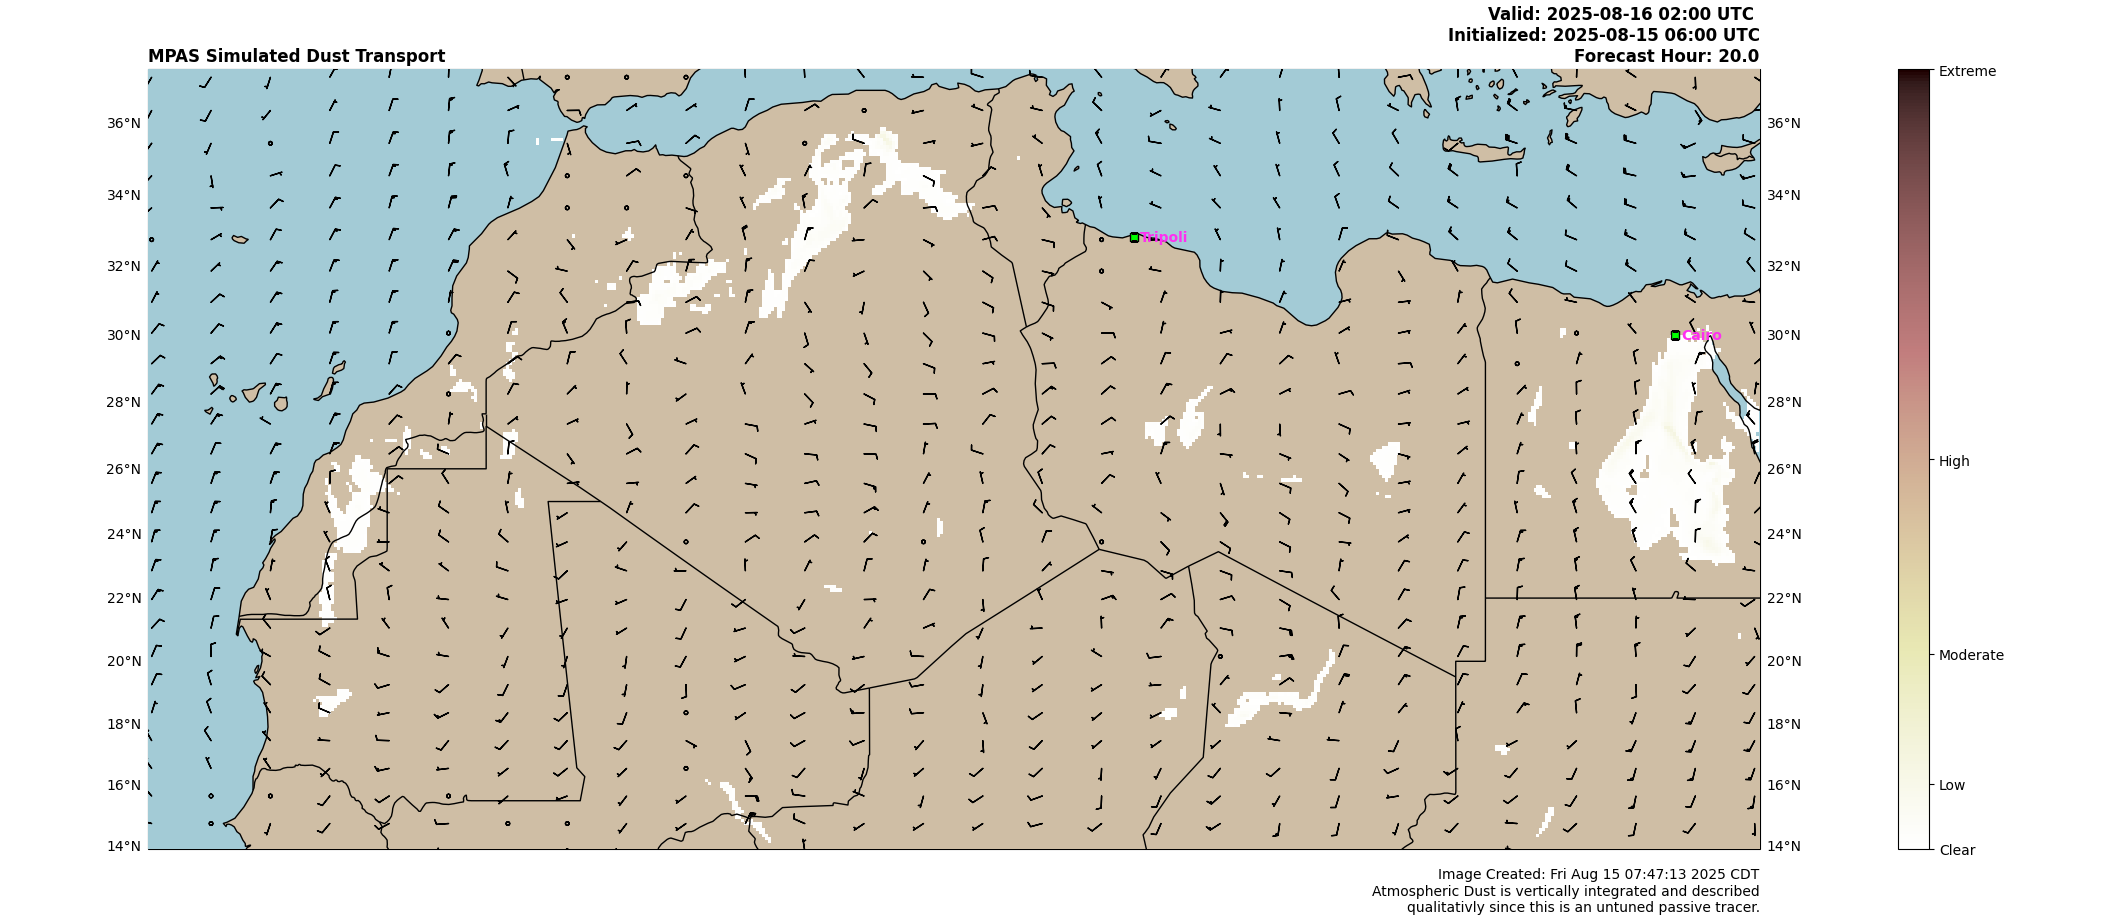 Valid: 2025-08-16 02:00 UTC
Initialized: 2025-08-15 06:00 UTC
MPAS Simulated Dust Transport
Forecast Hour: 20.0
Extreme
36°N
36°N
34°N
34°N
Tripoli
32°N
32°N
30°N
Cairo
30°N
28°N
28°N
26°N
26°N
High
24°N
24°N
22°N
22°N
20°N
20°N
Moderate
18°N
18°N
16°N
16°N
Low
14°N
14°N
Clear
Image Created: Fri Aug 15 07:47:13 2025 CDT
Atmospheric Dust is vertically integrated and described
qualitativly since this is an untuned passive tracer.